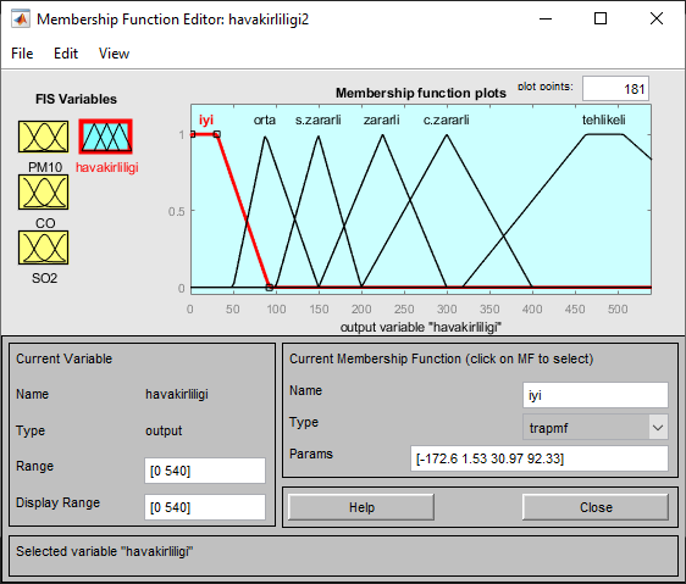 Membership Function Editor: havakirliligi2
File Edit View
FIS Variables
PM10
havakirliligi
CO
SO2
Membership function plots
plot points:
181
iyi orta s.zararli zararli c.zararli tehlikeli
1
0.5
0
0 50 100 150 200 250 300 350 400 450 500
output variable "havakirliligi"
Current Variable
Name havakirliligi
Type output
Range [0 540]
Display Range [0 540]
Current Membership Function (click on MF to select)
Name iyi
Type trapmf
Params [-172.6 1.53 30.97 92.33]
Help Close
Selected variable "havakirliligi"